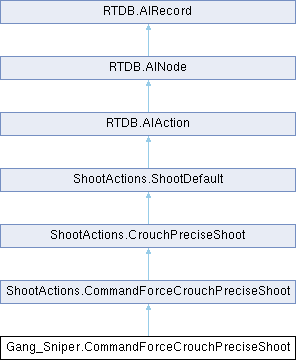 RTDB.AIRecord
RTDB.AINode
RTDB.AIAction
ShootActions.ShootDefault
ShootActions.CrouchPreciseShoot
ShootActions.CommandForceCrouchPreciseShoot
Gang_Sniper.CommandForceCrouchPreciseShoot